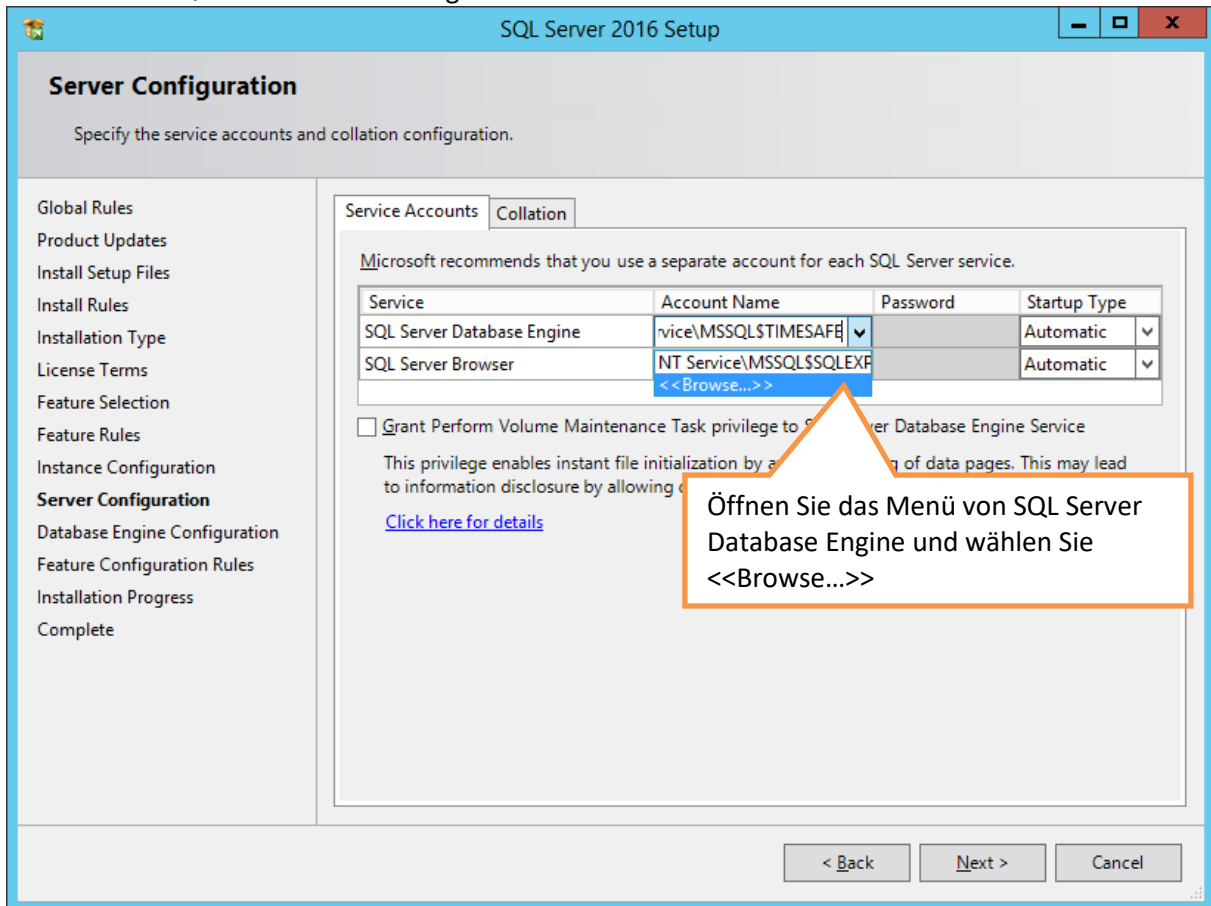 SQL Server 2016 Setup
Server Configuration
Specify the service accounts and collation configuration.
Global Rules
Product Updates
Install Setup Files
Install Rules
Installation Type
License Terms
Feature Selection
Feature Rules
Instance Configuration
Server Configuration
Database Engine Configuration
Feature Configuration Rules
Installation Progress
Complete
Service Accounts Collation
Microsoft recommends that you use a separate account for each SQL Server service.
Service Account Name Password Startup Type
SQL Server Database Engine vice\MSSQL$TIMESAFE Automatic
SQL Server Browser NT Service\MSSQL$SQLEXP Automatic
<<Browse...>>
Grant Perform Volume Maintenance Task privilege to Server Database Engine Service
This privilege enables instant file initialization by of data pages. This may lead
to information disclosure by allowing
Click here for details
Öffnen Sie das Menü von SQL Server
Database Engine und wählen Sie
<<Browse...>>
< Back Next > Cancel